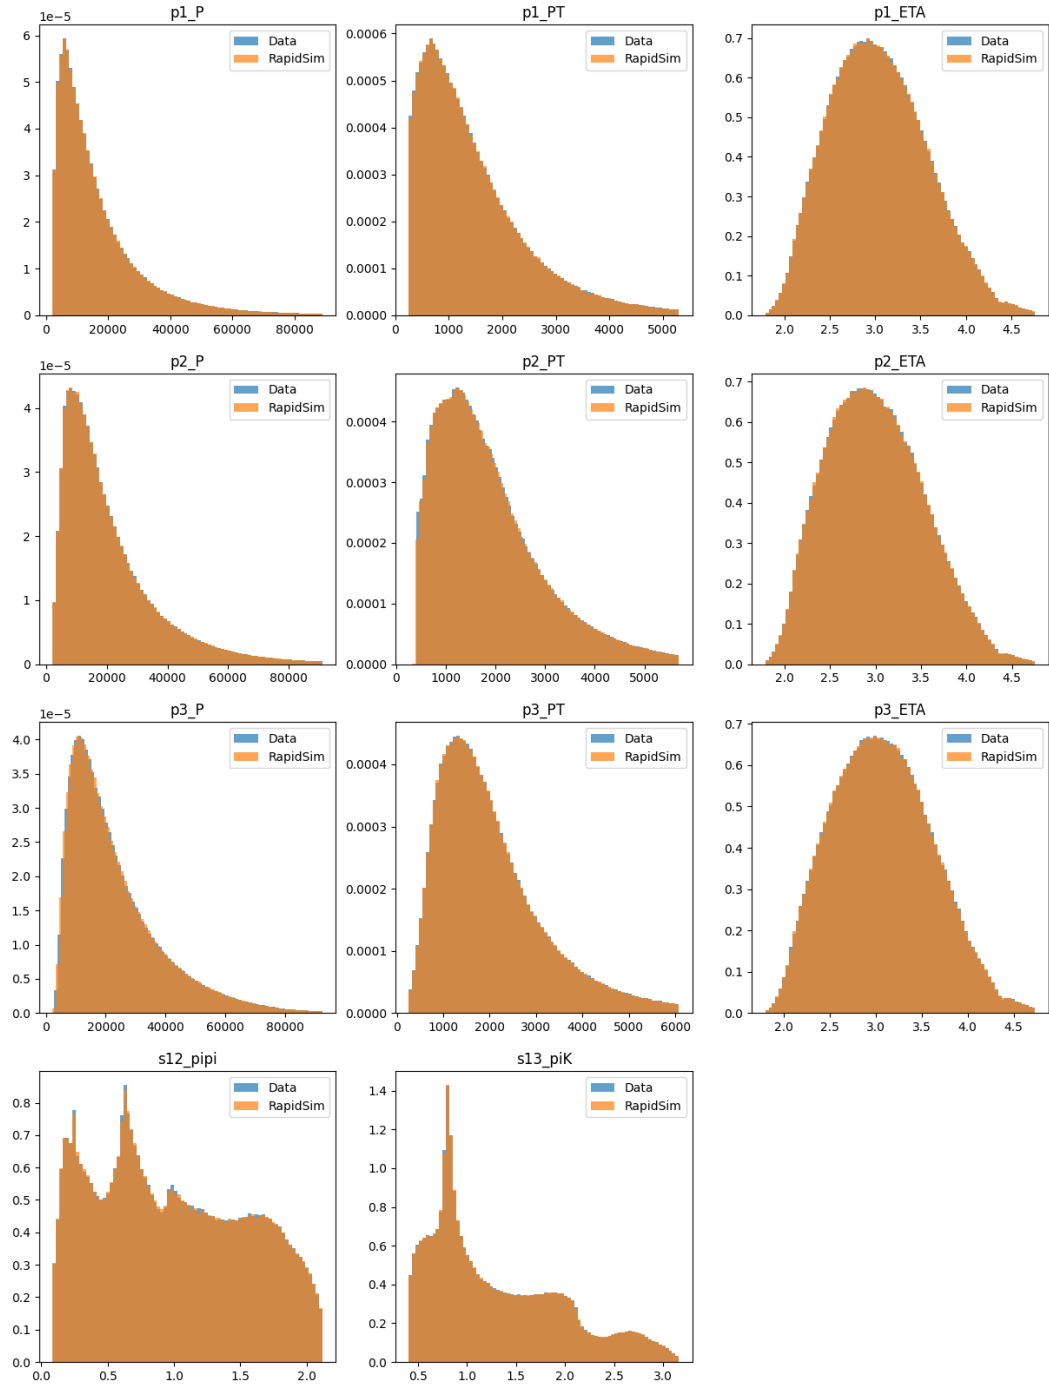 p1_P
p1_PT
p1_ETA
1e−5
Data
RapidSim
Data
RapidSim
Data
RapidSim
6
5
4
3
2
1
0
0 20000 40000 60000 80000
0.0006
0.0005
0.0004
0.0003
0.0002
0.0001
0.0000
0 1000 2000 3000 4000 5000
0.7
0.6
0.5
0.4
0.3
0.2
0.1
0.0
2.0 2.5 3.0 3.5 4.0 4.5
p2_P
p2_PT
p2_ETA
1e−5
Data
RapidSim
Data
RapidSim
Data
RapidSim
4
3
2
1
0
0 20000 40000 60000 80000
0.0004
0.0003
0.0002
0.0001
0.0000
0 1000 2000 3000 4000 5000
0.7
0.6
0.5
0.4
0.3
0.2
0.1
0.0
2.0 2.5 3.0 3.5 4.0 4.5
p3_P
p3_PT
p3_ETA
1e−5
Data
RapidSim
Data
RapidSim
Data
RapidSim
4.0
3.5
3.0
2.5
2.0
1.5
1.0
0.5
0.0
0 20000 40000 60000 80000
0.0004
0.0003
0.0002
0.0001
0.0000
0 1000 2000 3000 4000 5000 6000
0.7
0.6
0.5
0.4
0.3
0.2
0.1
0.0
2.0 2.5 3.0 3.5 4.0 4.5
s12_pipi
s13_piK
Data
RapidSim
Data
RapidSim
0.8
0.7
0.6
0.5
0.4
0.3
0.2
0.1
0.0
0.0 0.5 1.0 1.5 2.0
1.4
1.2
1.0
0.8
0.6
0.4
0.2
0.0
0.5 1.0 1.5 2.0 2.5 3.0